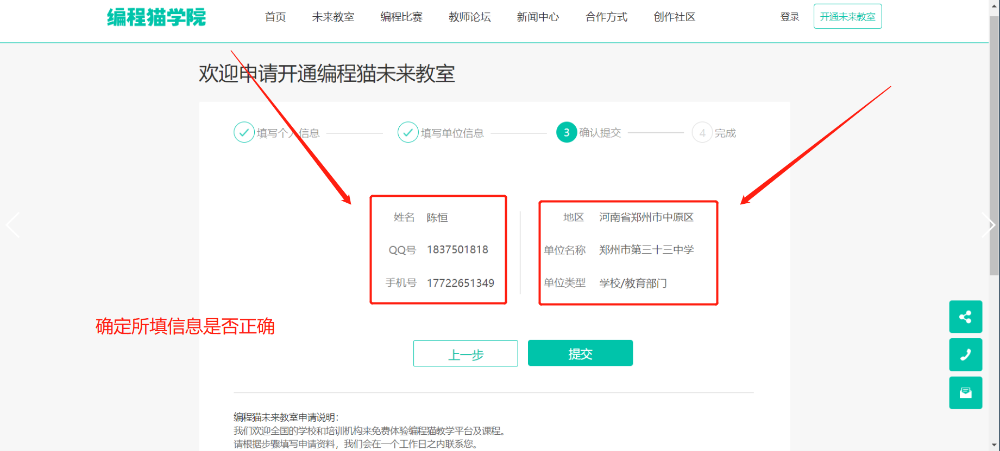 编程猫学院
首页 未来教室 编程比赛 教师论坛 新闻中心 合作方式 创作社区 登录 开通未来教室
欢迎申请开通编程猫未来教室
填写个人信息 填写单位信息 3 确认提交 4 完成
姓名 陈恒
QQ号 1837501818
手机号 17722651349
地区 河南省郑州市中原区
单位名称 郑州市第三十三中学
单位类型 学校/教育部门
确定所填信息是否正确
上一步 提交
编程猫未来教室申请说明：
我们欢迎全国的学校和培训机构来免费体验编程猫教学平台及课程。
请根据步骤填写申请资料，我们会在一个工作日之内联系您。